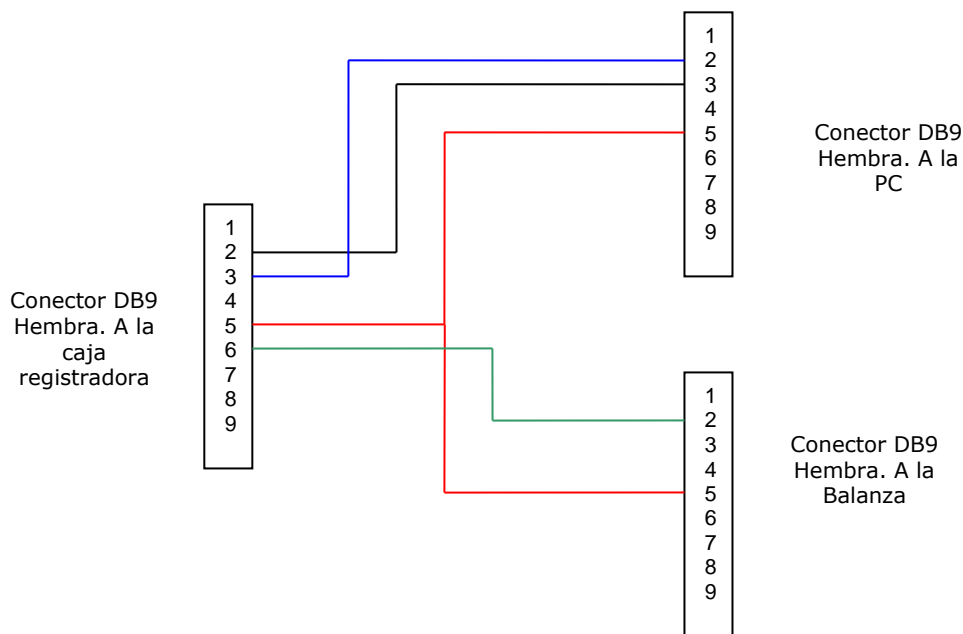 1
2
3
4
5
6
7
8
9
Conector DB9
Hembra. A la
PC
Conector DB9
Hembra. A la
caja
registradora
1
2
3
4
5
6
7
8
9
1
2
3
4
5
6
7
8
9
Conector DB9
Hembra. A la
Balanza